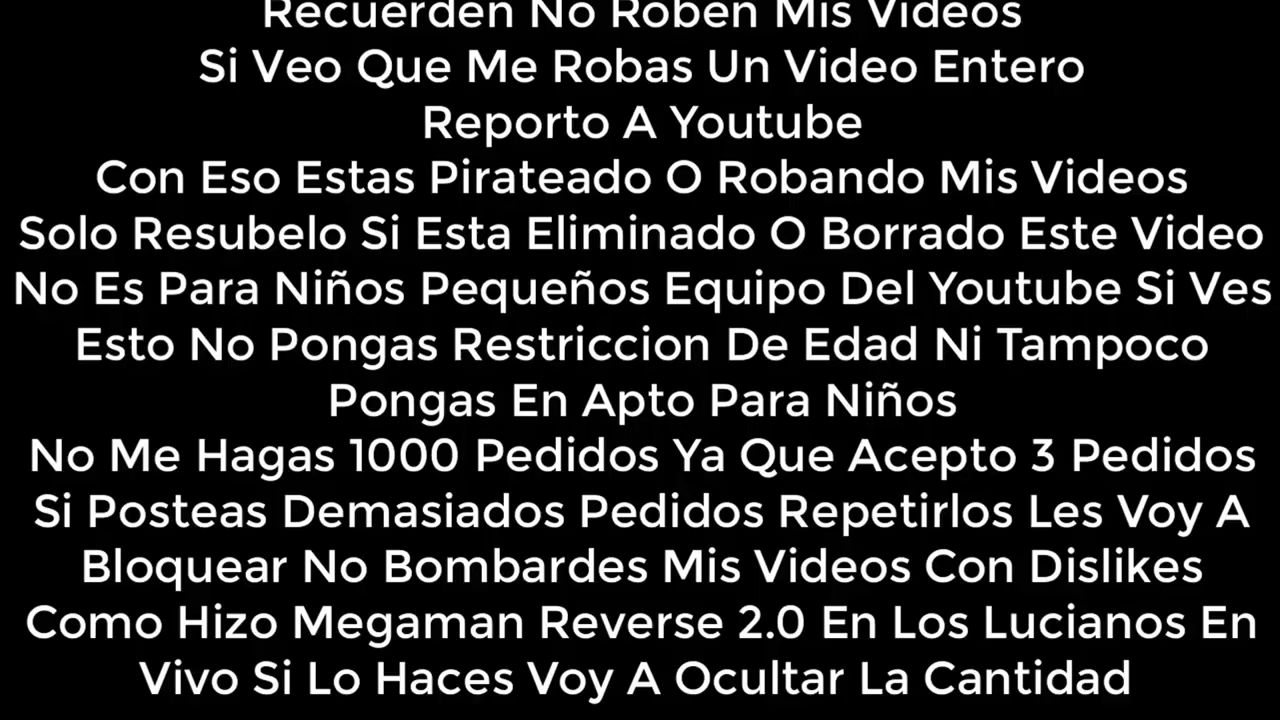 Recuerden No Roben Mis Videos
Si Veo Que Me Robas Un Video Entero
Reporto A Youtube
Con Eso Estas Pirateado O Robando Mis Videos
Solo Resubelo Si Esta Eliminado O Borrado Este Video
No Es Para Niños Pequeños Equipo Del Youtube Si Ves
Esto No Pongas Restriccion De Edad Ni Tampoco
Pongas En Apto Para Niños
No Me Hagas 1000 Pedidos Ya Que Acepto 3 Pedidos
Si Posteas Demasiados Pedidos Repetirlos Les Voy A
Bloquear No Bombardes Mis Videos Con Dislikes
Como Hizo Megaman Reverse 2.0 En Los Lucianos En
Vivo Si Lo Haces Voy A Ocultar La Cantidad